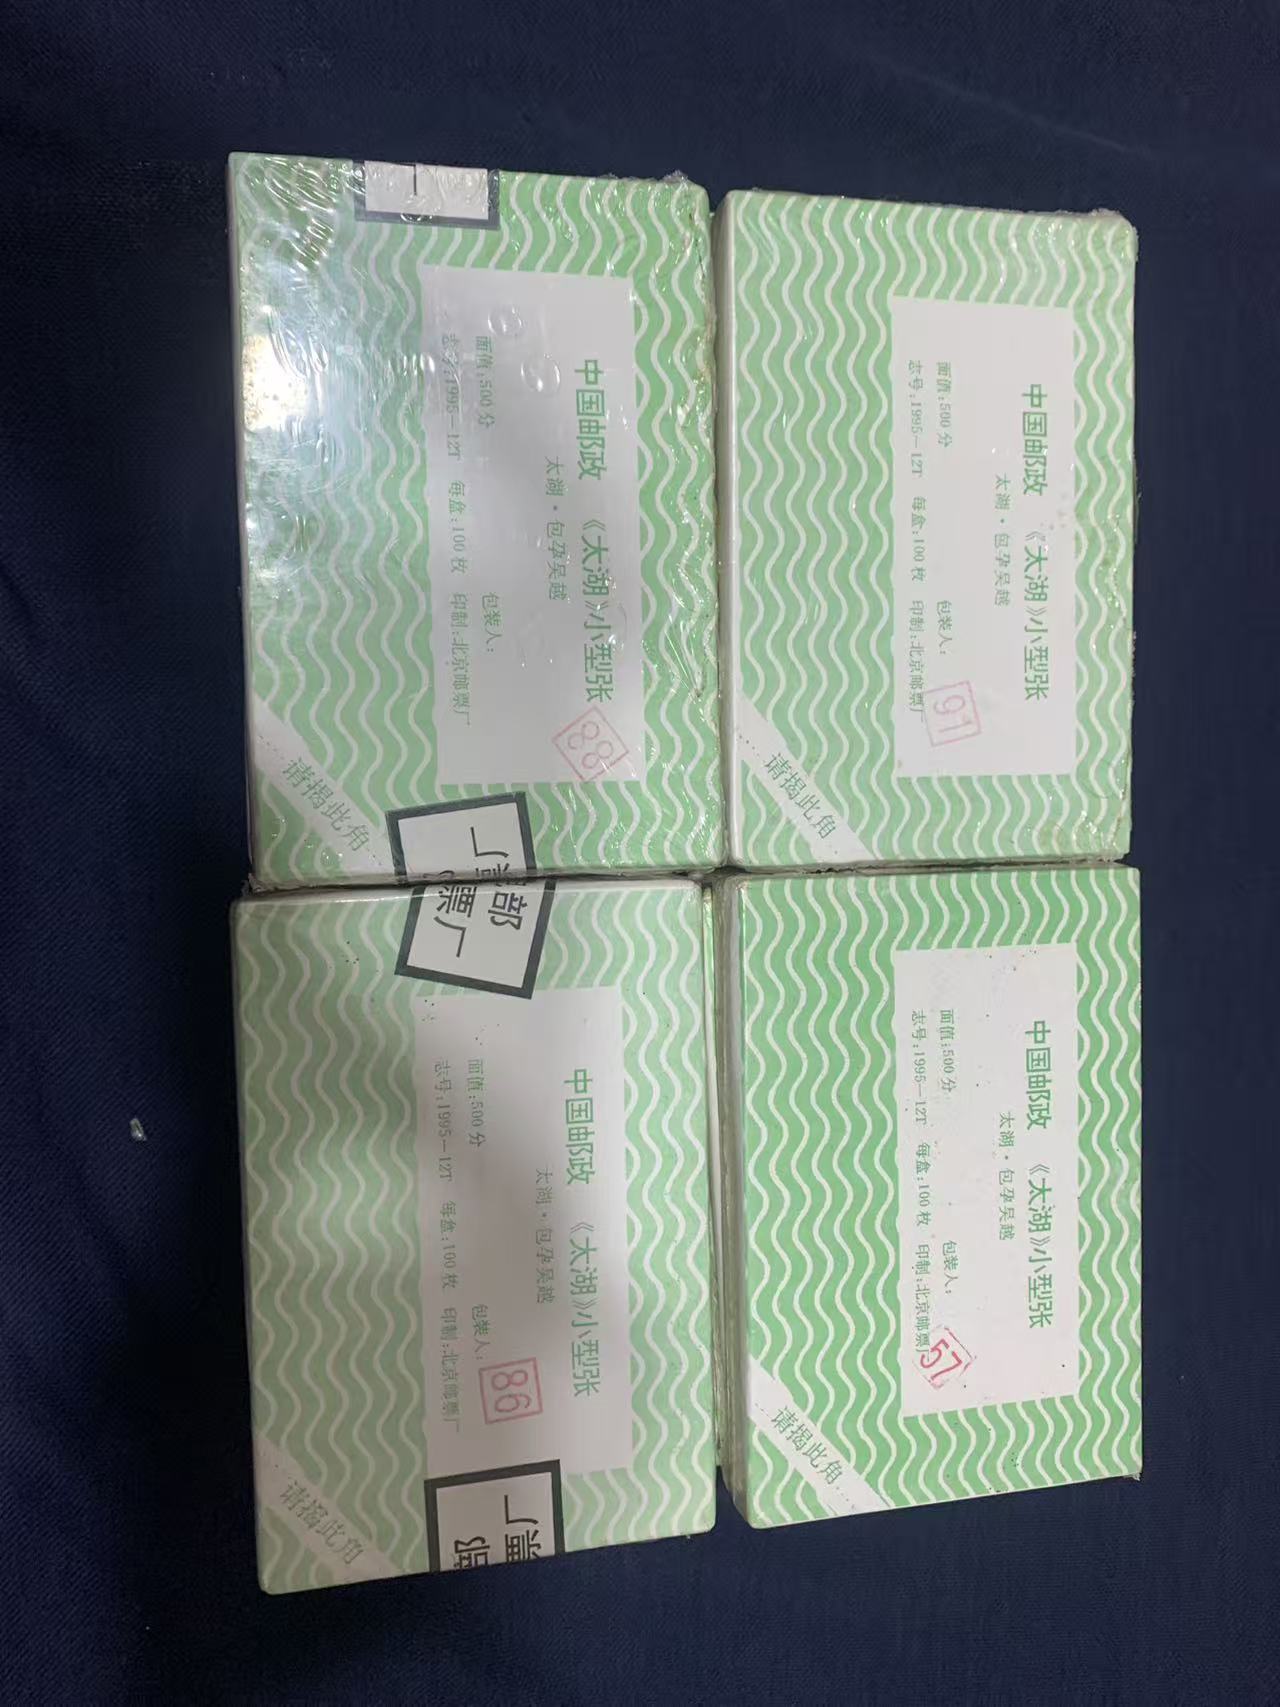 中国邮政 《太湖》小型张
太湖·包孕吴越
面值:500分 包装人:
志号:1995－12T 每盒:100枚 印制:北京邮票厂
88
请揭此角
中国邮政 《太湖》小型张
太湖·包孕吴越
面值:500分 包装人:
志号:1995－12T 每盒:100枚 印制:北京邮票厂
91
请揭此角
部
票厂
中国邮政 《太湖》小型张
太湖·包孕吴越
面值:500分 包装人:
志号:1995－12T 每盒:100枚 印制:北京邮票厂
86
请揭此角
中国邮政 《太湖》小型张
太湖·包孕吴越
面值:500分 包装人:
志号:1995－12T 每盒:100枚 印制:北京邮票厂
57
请揭此角